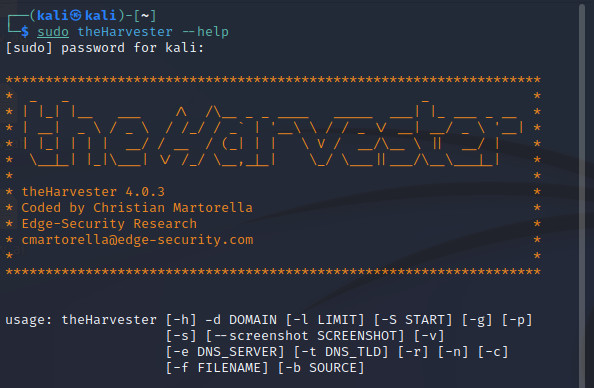 ┌──(kali㉿kali)-[~]
└─$ sudo theHarvester --help
[sudo] password for kali:
*******************************************************************
*                                                                 *
* theHarvester                                                    *
*                                                                 *
* theHarvester 4.0.3                                              *
* Coded by Christian Martorella                                   *
* Edge-Security Research                                          *
* cmartorella@edge-security.com                                   *
*                                                                 *
*******************************************************************
usage: theHarvester [-h] -d DOMAIN [-l LIMIT] [-S START] [-g] [-p]
[-s] [--screenshot SCREENSHOT] [-v]
[-e DNS_SERVER] [-t DNS_TLD] [-r] [-n] [-c]
[-f FILENAME] [-b SOURCE]